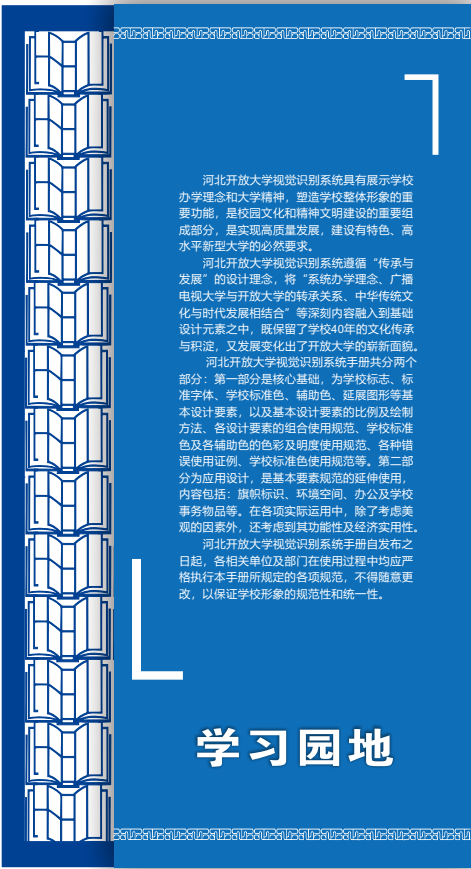 河北开放大学视觉识别系统具有展示学校
办学理念和大学精神，塑造学校整体形象的重
要功能，是校园文化和精神文明建设的重要组
成部分，是实现高质量发展，建设有特色、高
水平新型大学的必然要求。
河北开放大学视觉识别系统遵循“传承与
发展”的设计理念，将“系统办学理念、广播
电视大学与开放大学的转承关系、中华传统文
化与时代发展相结合”等深刻内容融入到基础
设计元素之中，既保留了学校40年的文化传承
与积淀，又发展变化出了开放大学的崭新面貌。
河北开放大学视觉识别系统手册共分两个
部分：第一部分是核心基础，为学校标志、标
准字体、学校标准色、辅助色、延展图形等基
本设计要素，以及基本设计要素的比例及绘制
方法、各设计要素的组合使用规范、学校标准
色及各辅助色的色彩及明度使用规范、各种错
误使用证例、学校标准色使用规范等。第二部
分为应用设计，是基本要素规范的延伸使用，
内容包括：旗帜标识、环境空间、办公及学校
事务物品等。在各项实际运用中，除了考虑美
观的因素外，还考虑到其功能性及经济实用性。
河北开放大学视觉识别系统手册自发布之
日起，各相关单位及部门在使用过程中均应严
格执行本手册所规定的各项规范，不得随意更
改，以保证学校形象的规范性和统一性。
学习园地